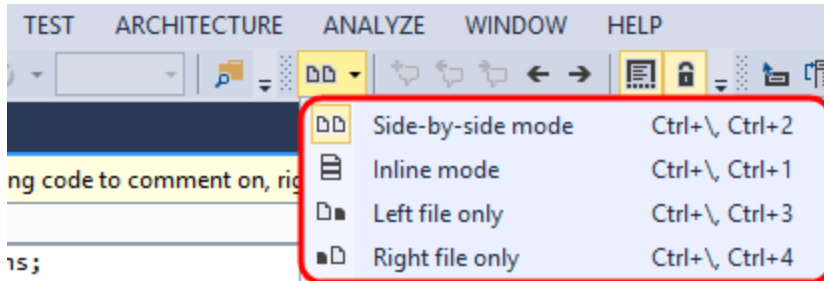 TEST ARCHITECTURE ANALYZE WINDOW HELP
Side-by-side mode Ctrl+\, Ctrl+2
ng code to comment on,
Inline mode Ctrl+\, Ctrl+1
Left file only Ctrl+\, Ctrl+3
ns;
Right file only Ctrl+\, Ctrl+4